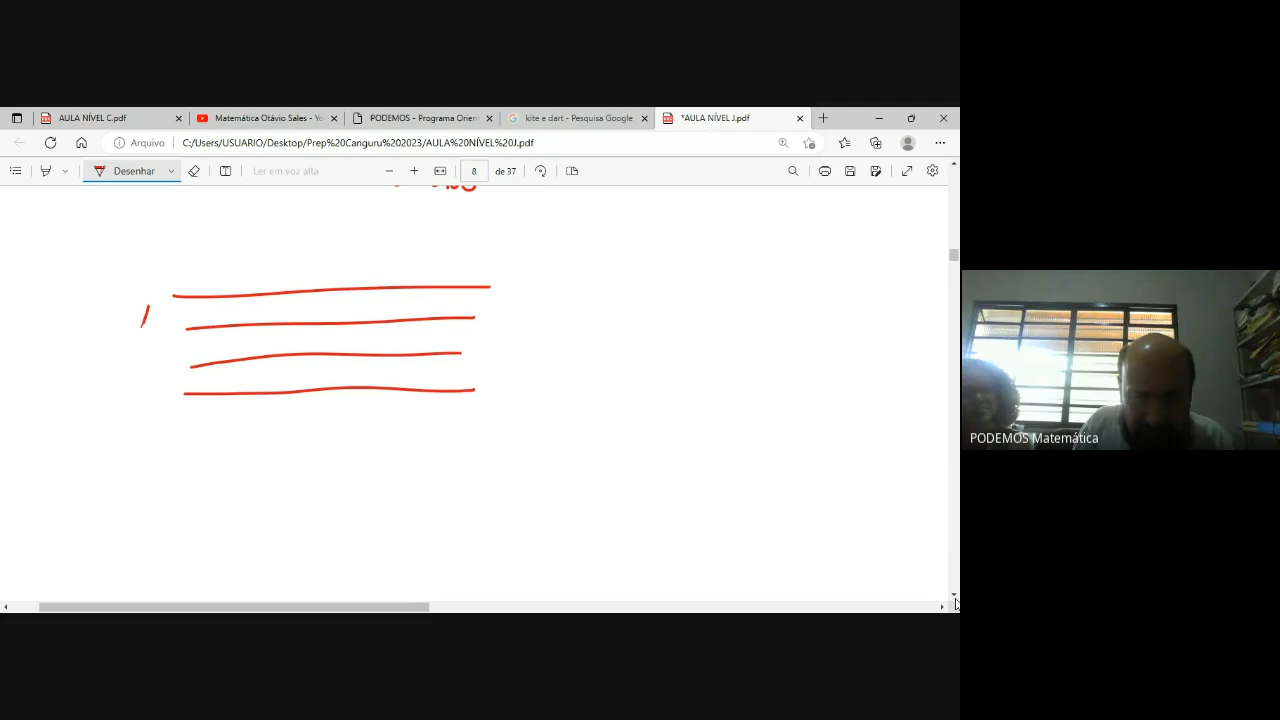 AULA NÍVEL C.pdf
Matemática Otávio Sales - Yo
PODEMOS - Programa Orien
kite e dart - Pesquisa Google
*AULA NÍVEL J.pdf
Arquivo
C:/Users/USUARIO/Desktop/Prep%20Canguru%202023/AULA%20NÍVEL%20J.pdf
Desenhar
Ler em voz alta
8
de 37
PODEMOS Matemática